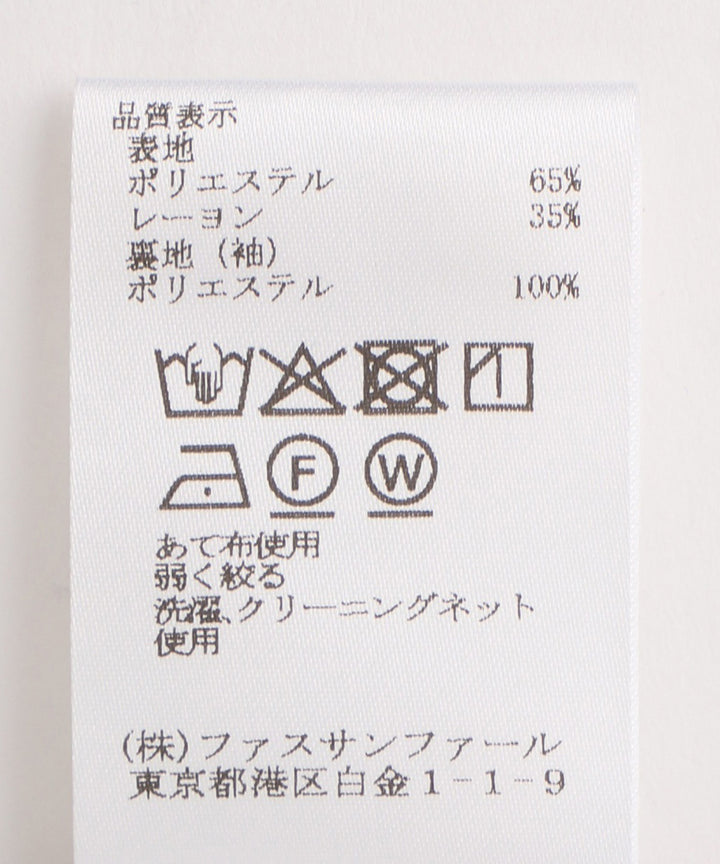 品質表示
表地
ポリエステル 65%
レーヨン 35%
裏地(袖)
ポリエステル 100%
F W
あて布使用
弱く絞る
洗濯、クリーニングネット
使用
(株)ファスサンファール
東京都港区白金1-1-9